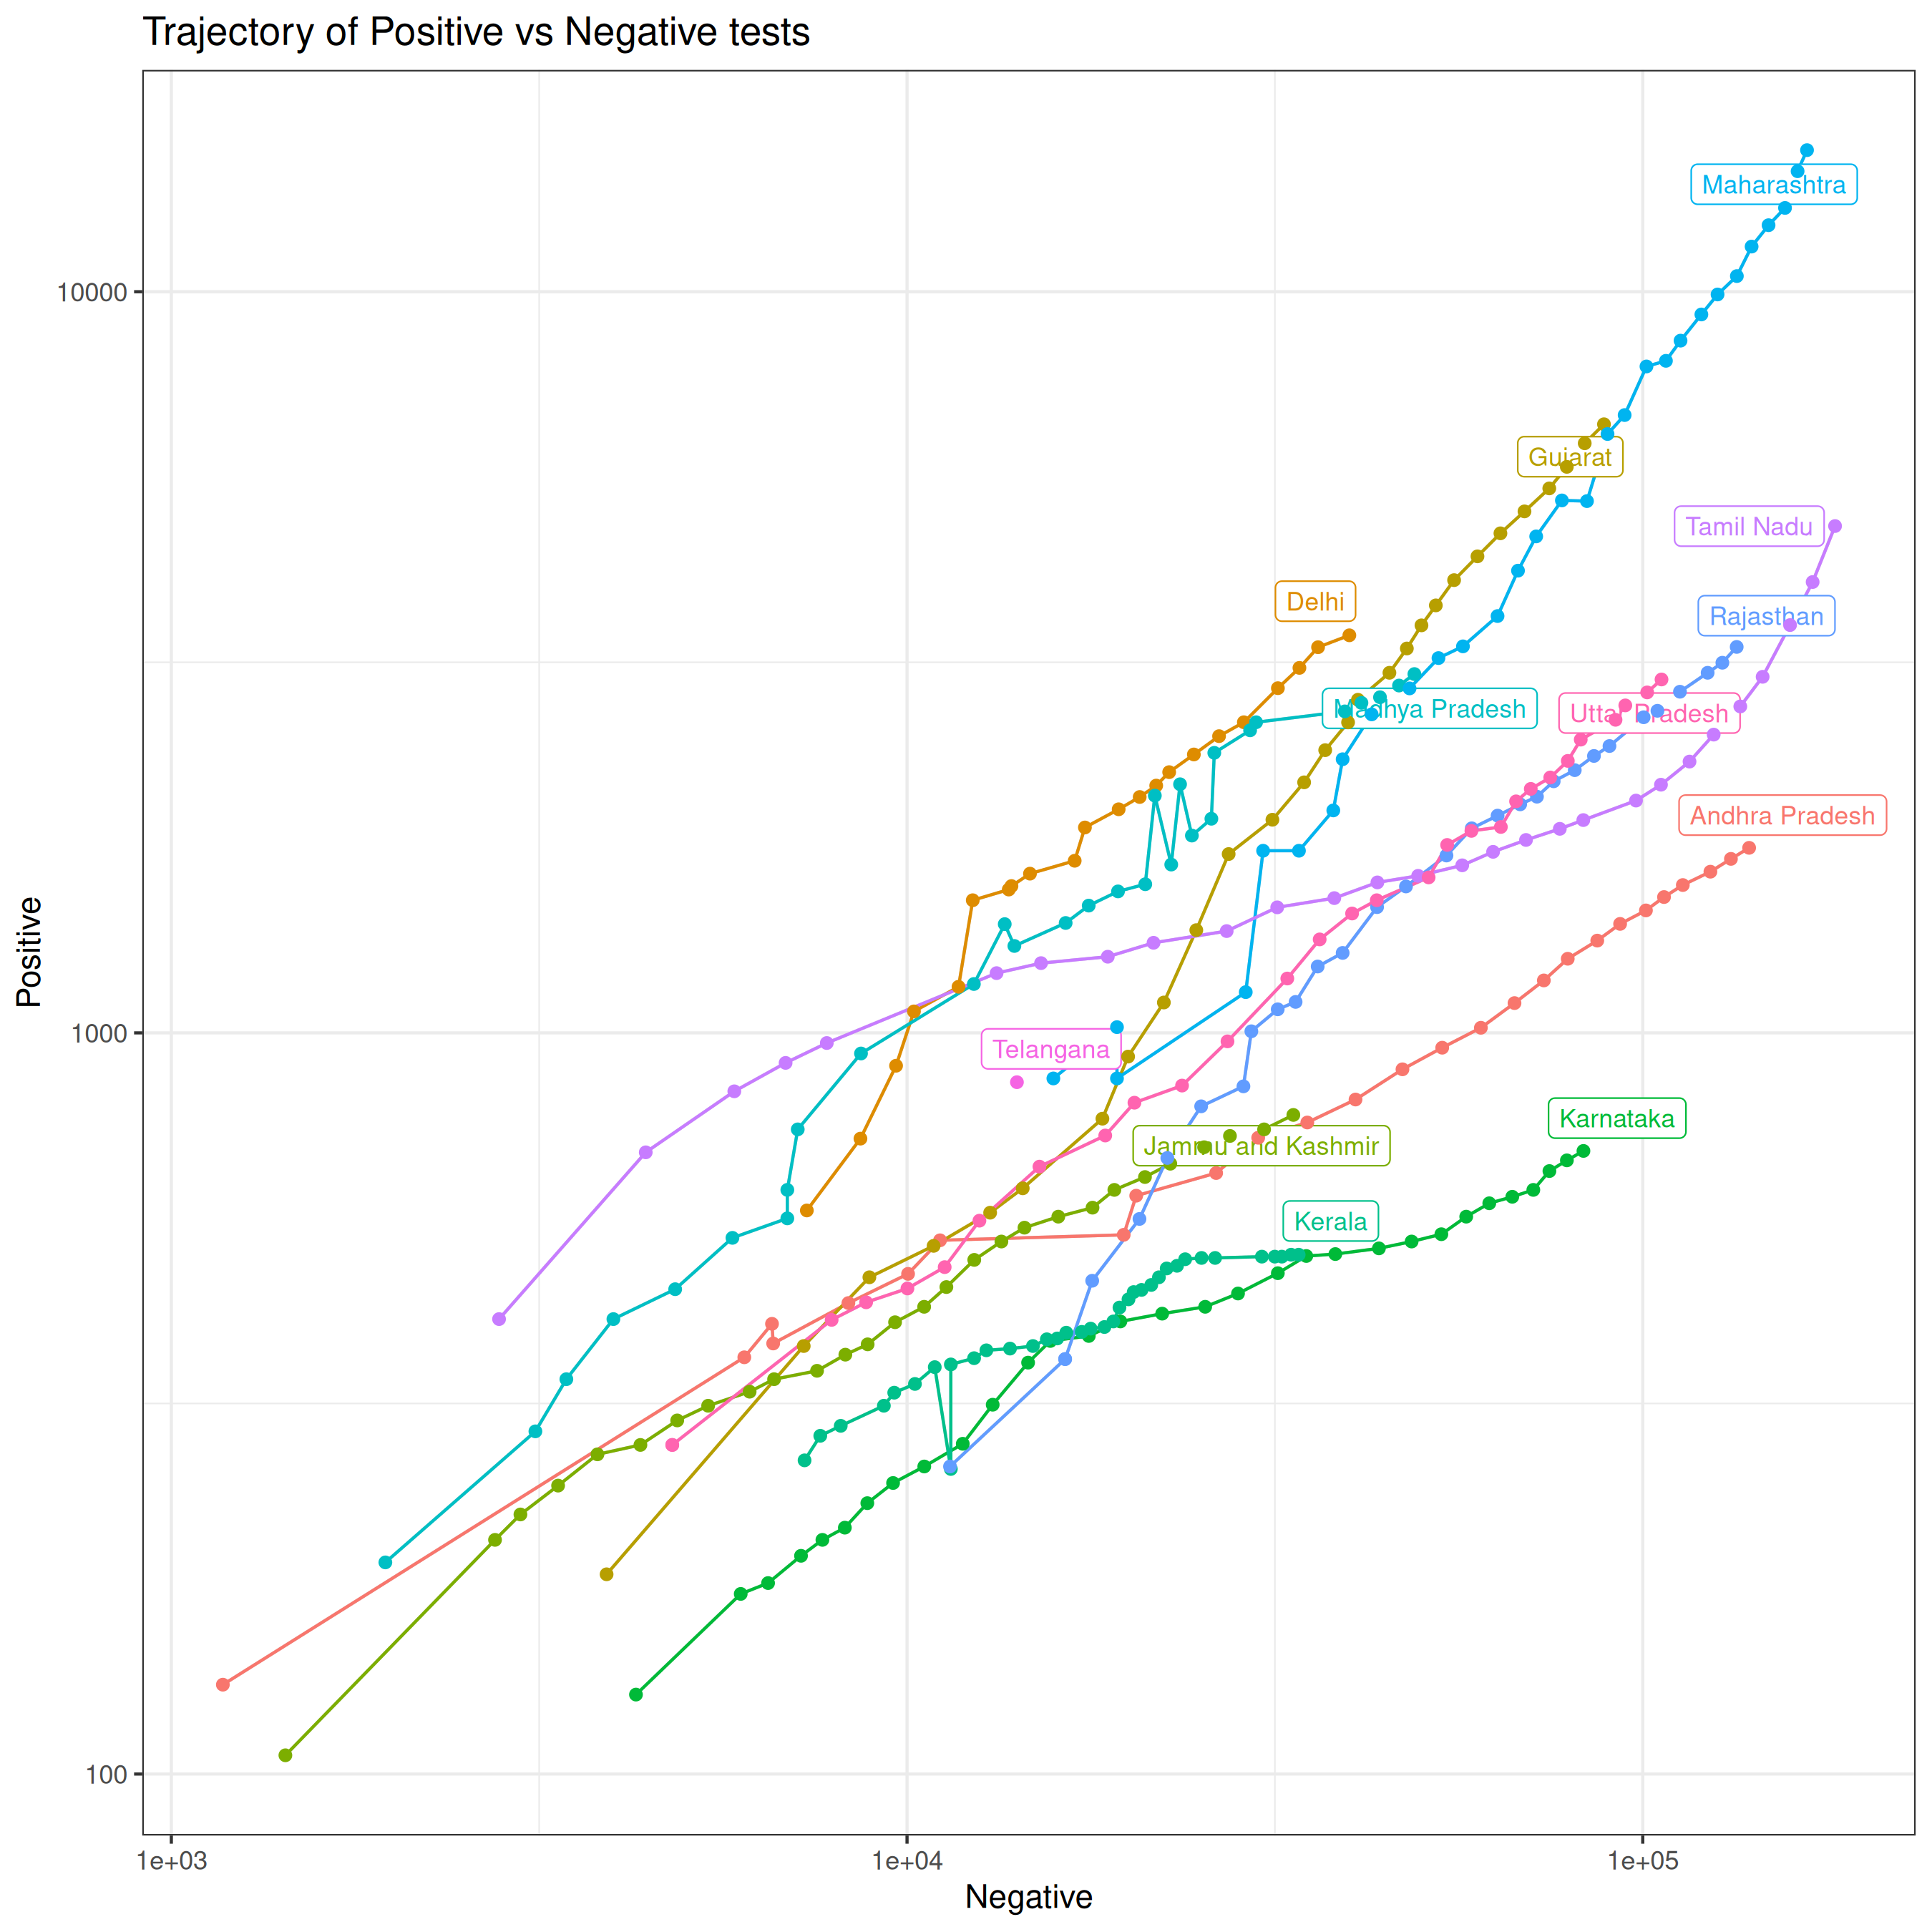 Trajectory of Positive vs Negative tests
Maharashtra
10000
Gujarat
Tamil Nadu
Delhi
Rajasthan
Madhya Pradesh
Uttar Pradesh
Andhra Pradesh
Positive
1000
Telangana
Karnataka
Jammu and Kashmir
Kerala
100
1e+03
1e+04
1e+05
Negative